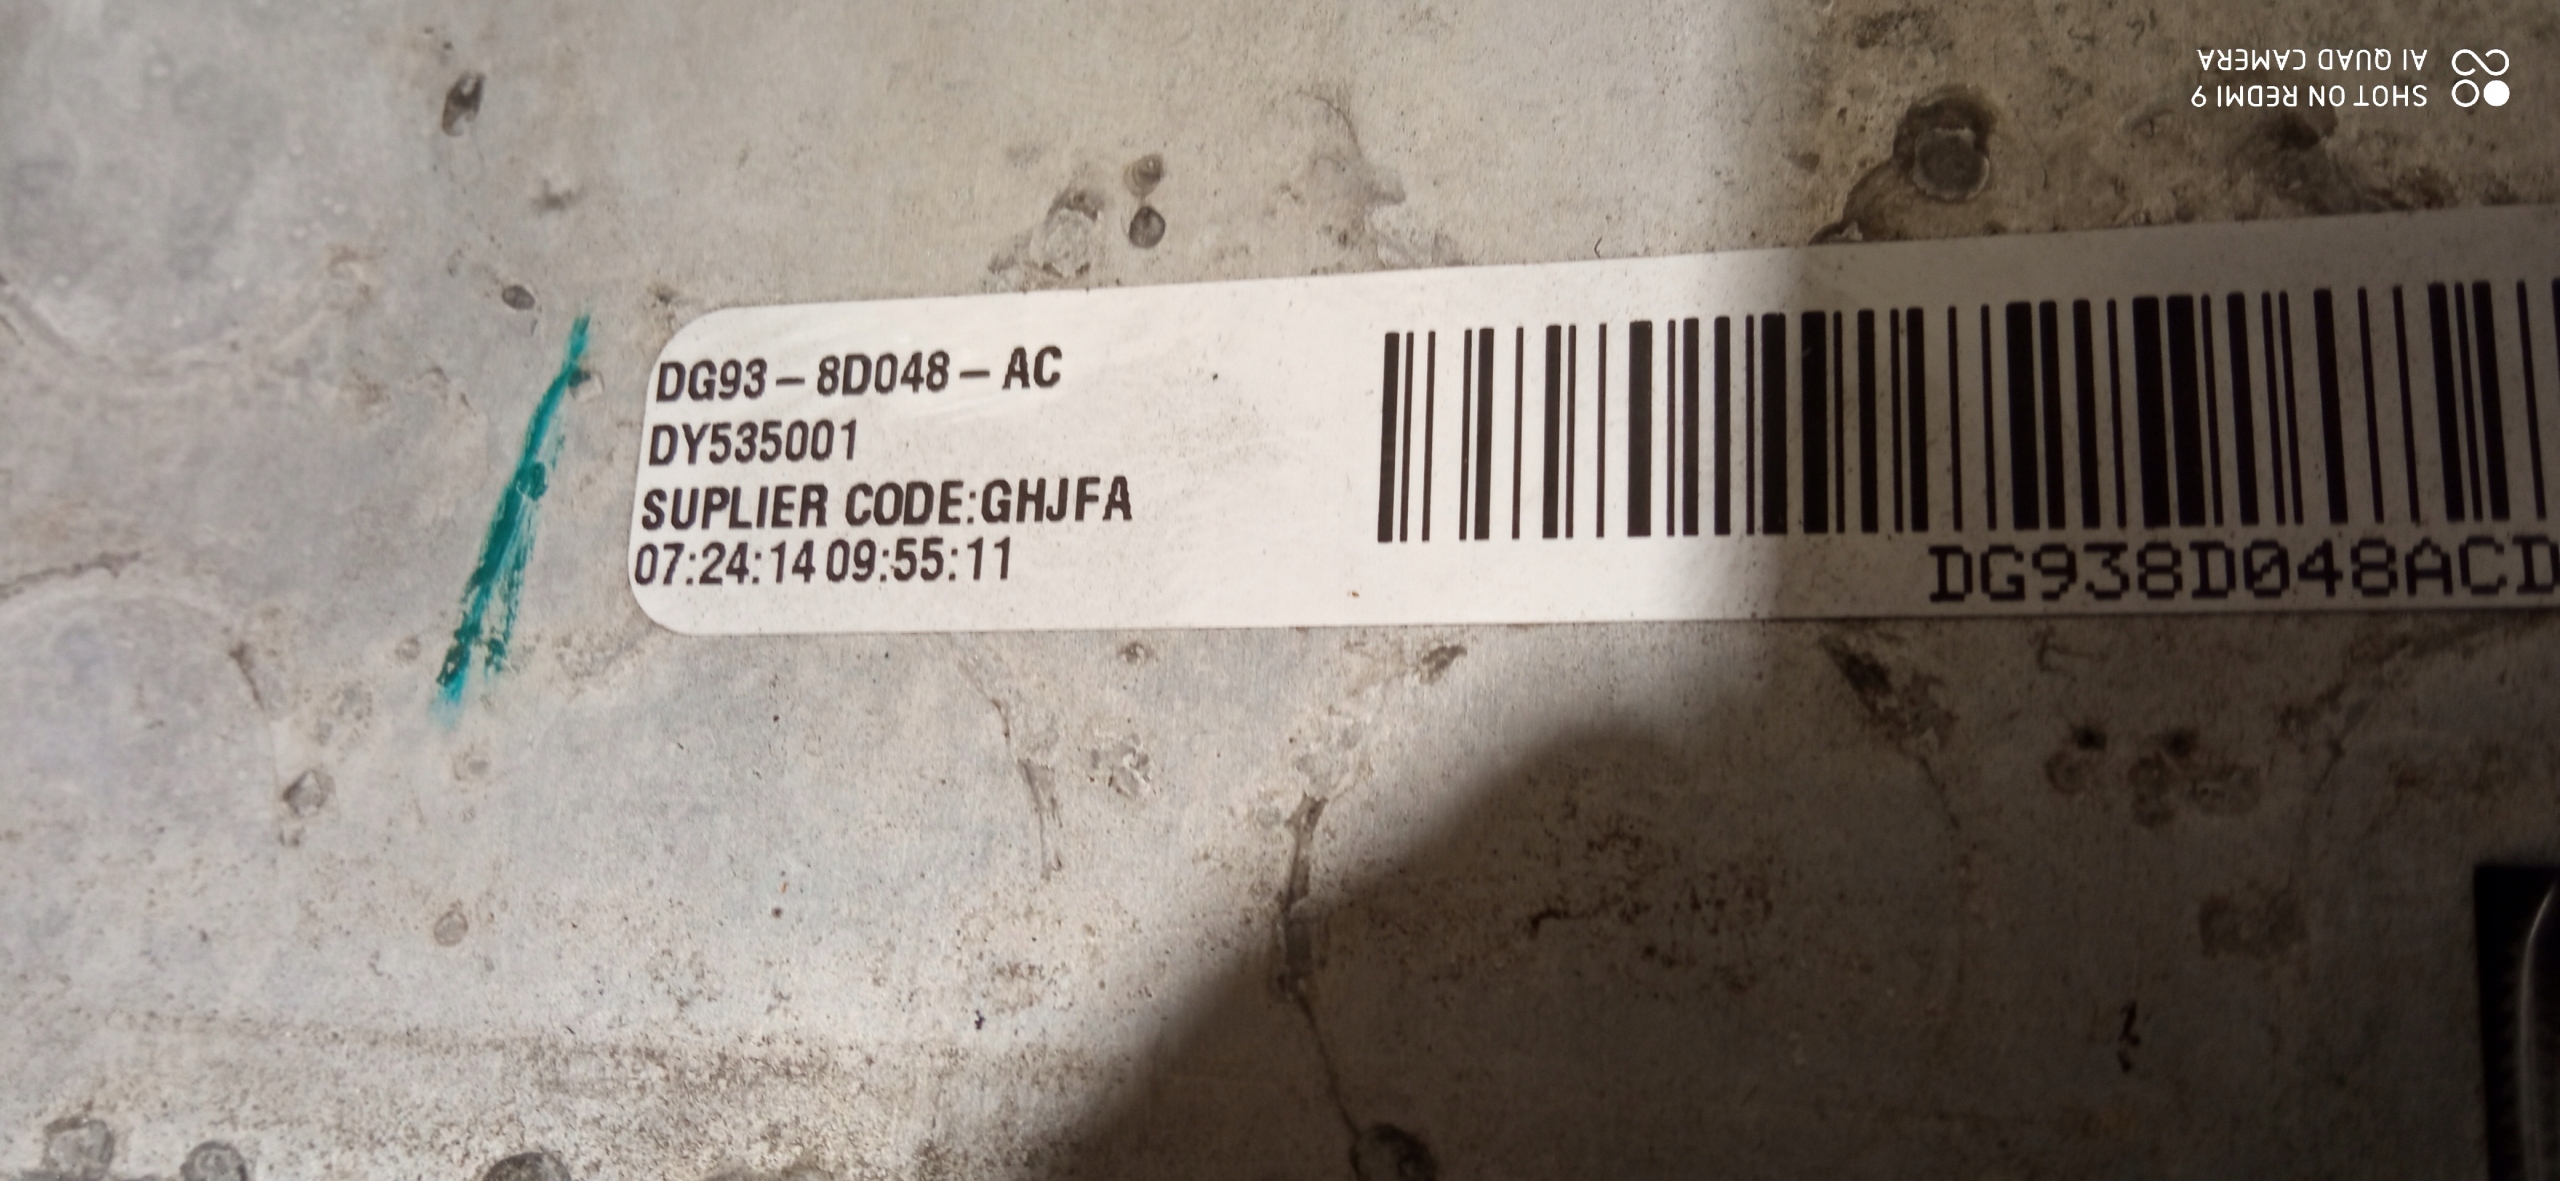 DG93-8D048-AC
DY535001
SUPLIER CODE:GHJFA
07:24:14 09:55:11
DG938D048ACD
SHOT ON REDMI 9
AI QUAD CAMERA